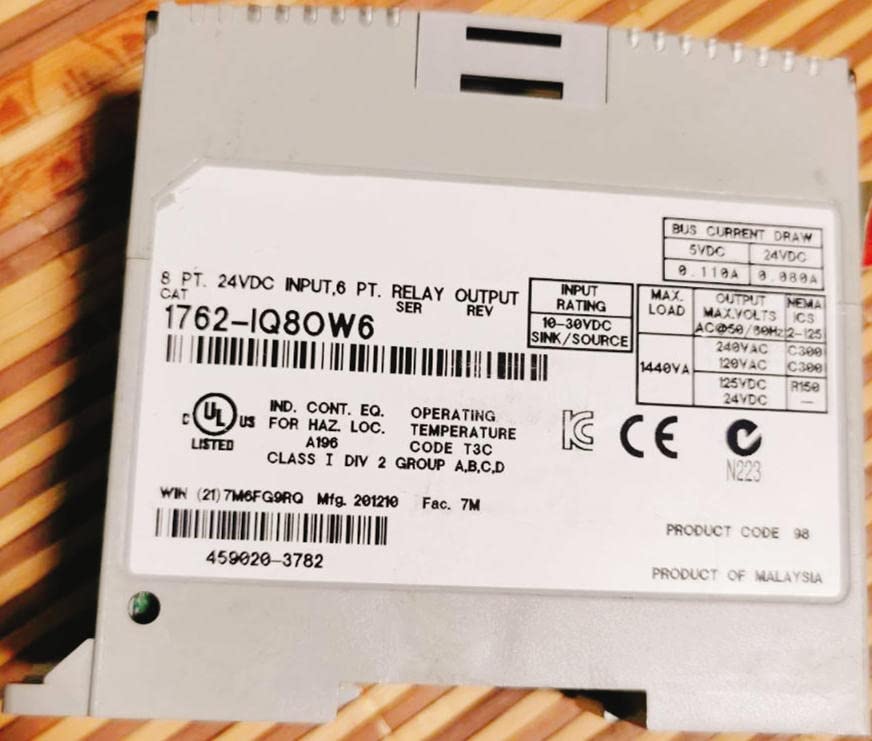 BUS CURRENT DRAW
5VDC 24VDC
0.110A 0.080A
8 PT. 24VDC INPUT,6 PT. RELAY OUTPUT
CAT SER REV
1762-IQ8OW6
INPUT
RATING
10-30VDC
SINK/SOURCE
MAX. LOAD
OUTPUT
MAX.VOLTS
AC@50/60Hz
NEMA
ICS
2-125
1440VA
240VAC C300
120VAC C300
125VDC R150
24VDC —
C UL US
LISTED
IND. CONT. EQ.
FOR HAZ. LOC.
A196
OPERATING
TEMPERATURE
CODE T3C
CLASS I DIV 2 GROUP A,B,C,D
CE
N223
WIN (21)7M6FG9RQ Mfg. 201210 Fac. 7M
459020-3782
PRODUCT CODE 98
PRODUCT OF MALAYSIA